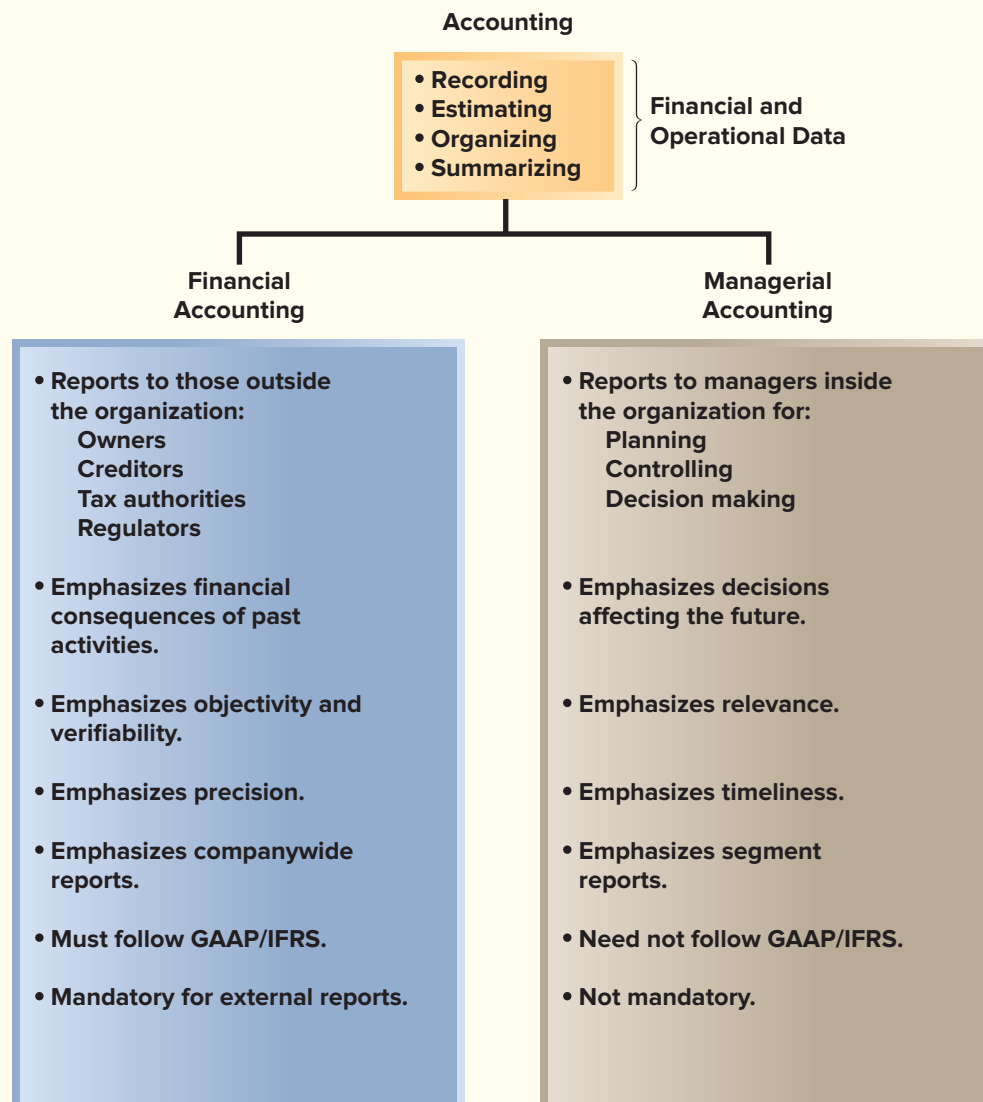 Accounting
• Recording
• Estimating
• Organizing
• Summarizing
Financial and
Operational Data
Financial
Accounting
Managerial
Accounting
• Reports to those outside
the organization:
Owners
Creditors
Tax authorities
Regulators
• Emphasizes financial
consequences of past
activities.
• Emphasizes objectivity and
verifiability.
• Emphasizes precision.
• Emphasizes companywide
reports.
• Must follow GAAP/IFRS.
• Mandatory for external reports.
• Reports to managers inside
the organization for:
Planning
Controlling
Decision making
• Emphasizes decisions
affecting the future.
• Emphasizes relevance.
• Emphasizes timeliness.
• Emphasizes segment
reports.
• Need not follow GAAP/IFRS.
• Not mandatory.